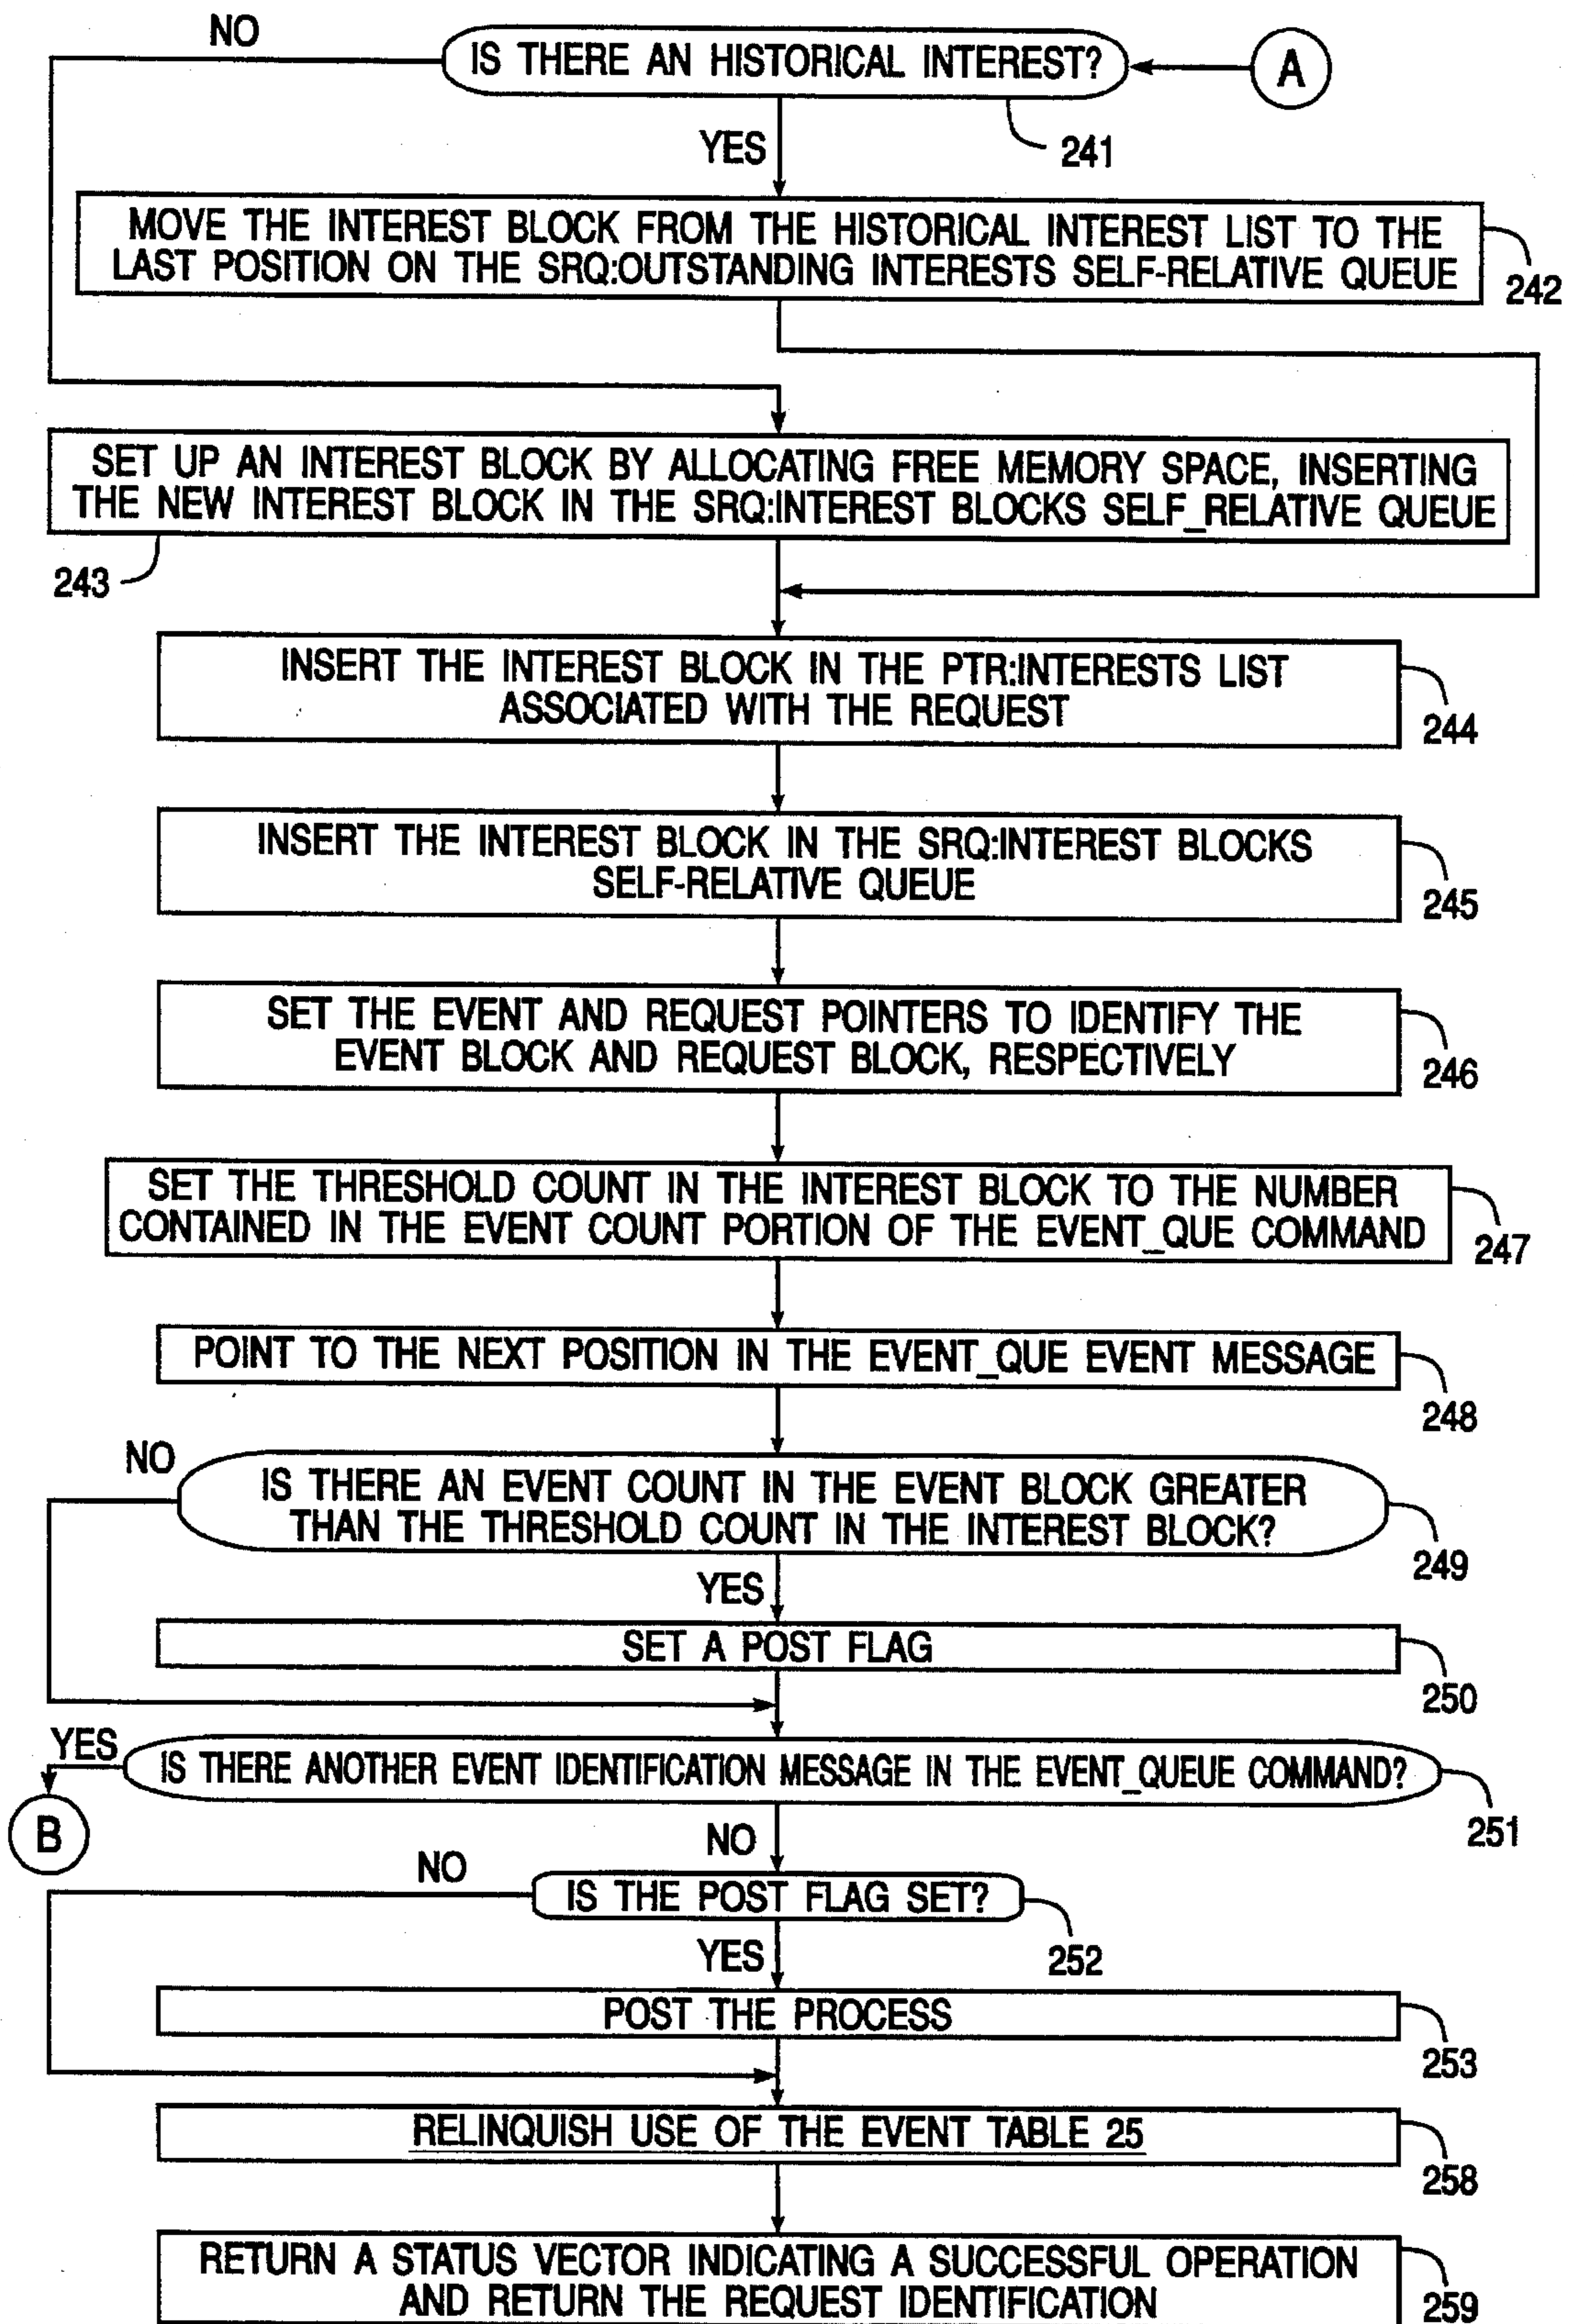 NO
IS THERE AN HISTORICAL INTEREST?
A
YES
241
MOVE THE INTEREST BLOCK FROM THE HISTORICAL INTEREST LIST TO THE
LAST POSITION ON THE SRQ:OUTSTANDING INTERESTS SELF-RELATIVE QUEUE
242
SET UP AN INTEREST BLOCK BY ALLOCATING FREE MEMORY SPACE, INSERTING
THE NEW INTEREST BLOCK IN THE SRQ:INTEREST BLOCKS SELF_RELATIVE QUEUE
243
INSERT THE INTEREST BLOCK IN THE PTR:INTERESTS LIST
ASSOCIATED WITH THE REQUEST
244
INSERT THE INTEREST BLOCK IN THE SRQ:INTEREST BLOCKS
SELF-RELATIVE QUEUE
245
SET THE EVENT AND REQUEST POINTERS TO IDENTIFY THE
EVENT BLOCK AND REQUEST BLOCK, RESPECTIVELY
246
SET THE THRESHOLD COUNT IN THE INTEREST BLOCK TO THE NUMBER
CONTAINED IN THE EVENT COUNT PORTION OF THE EVENT_QUE COMMAND
247
POINT TO THE NEXT POSITION IN THE EVENT_QUE EVENT MESSAGE
248
NO
IS THERE AN EVENT COUNT IN THE EVENT BLOCK GREATER
THAN THE THRESHOLD COUNT IN THE INTEREST BLOCK?
249
YES
SET A POST FLAG
250
YES
IS THERE ANOTHER EVENT IDENTIFICATION MESSAGE IN THE EVENT_QUEUE COMMAND?
251
B
NO
NO
IS THE POST FLAG SET?
252
YES
POST THE PROCESS
253
RELINQUISH USE OF THE EVENT TABLE 25
258
RETURN A STATUS VECTOR INDICATING A SUCCESSFUL OPERATION
AND RETURN THE REQUEST IDENTIFICATION
259